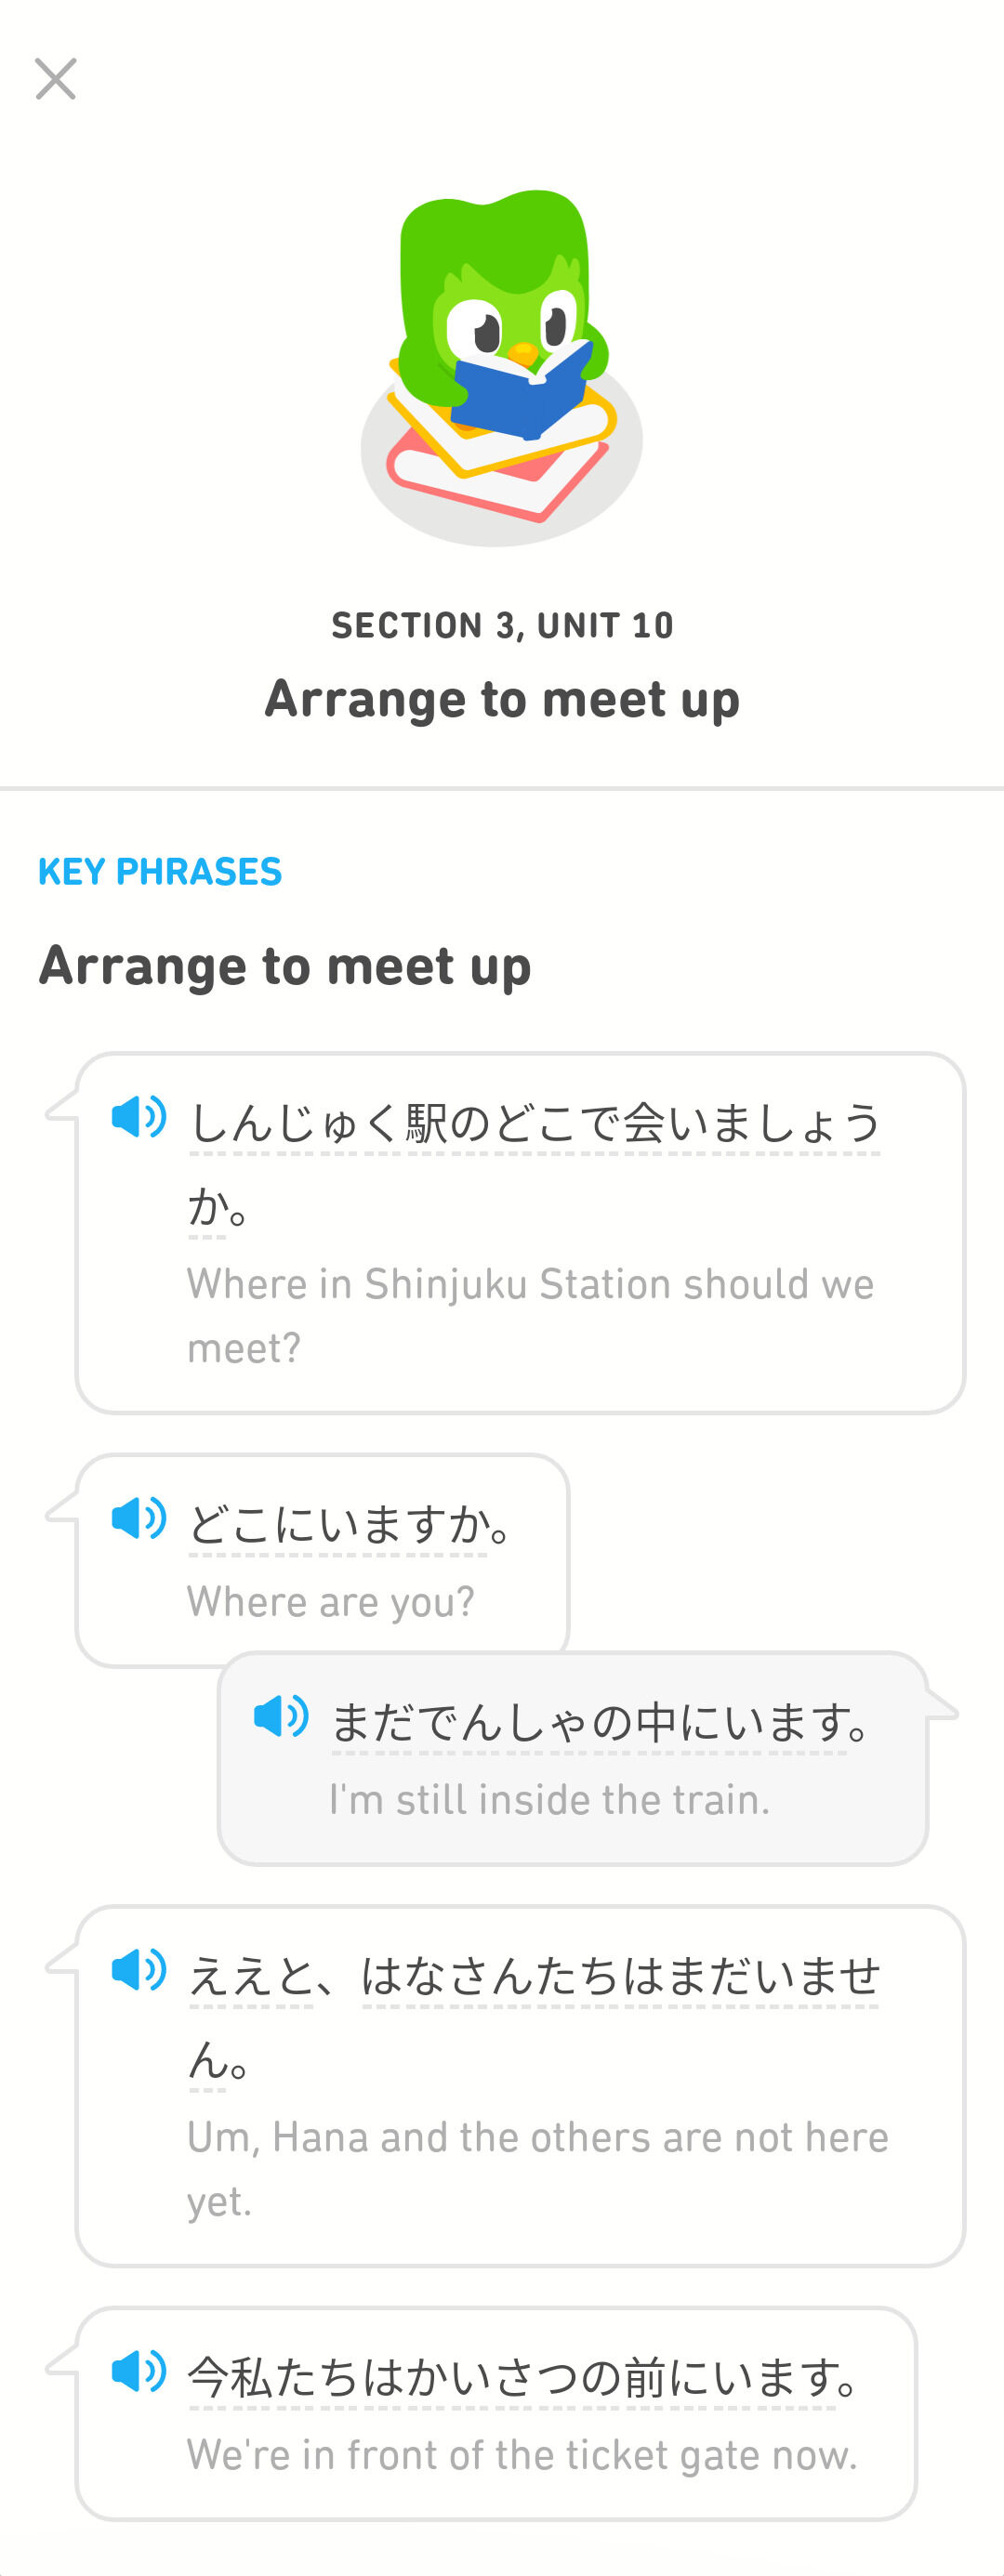 SECTION 3, UNIT 10
Arrange to meet up
KEY PHRASES
Arrange to meet up
しんじゅく駅のどこで会いましょう
か。
Where in Shinjuku Station should we
meet?
どこにいますか。
Where are you?
まだでんしゃの中にいます。
I'm still inside the train.
ええと、はなさんたちはまだいませ
ん。
Um, Hana and the others are not here
yet.
今私たちはかいさつの前にいます。
We're in front of the ticket gate now.